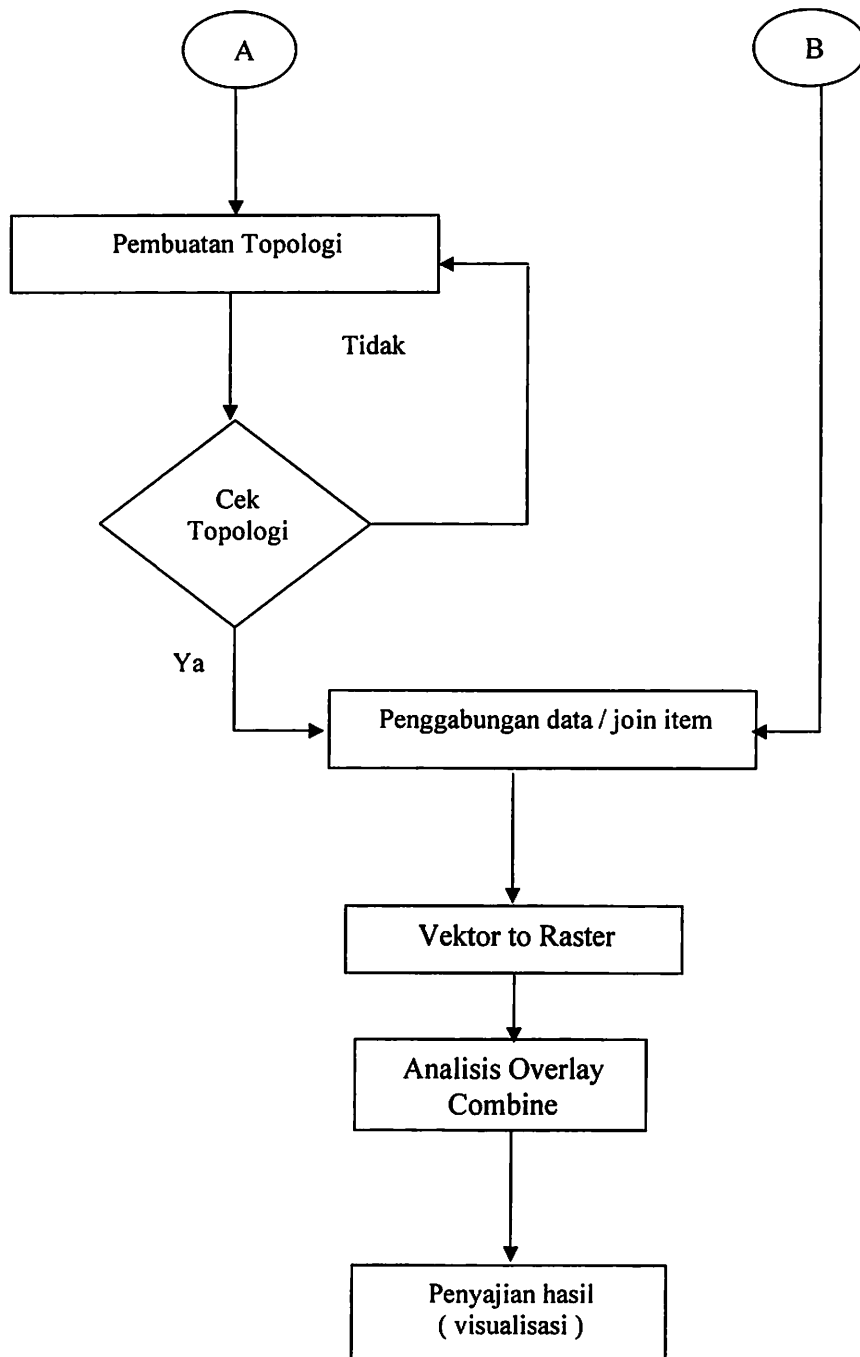 A
B
Pembuatan Topologi
Tidak
Cek
Topologi
Ya
Penggabungan data / join item
Vektor to Raster
Analisis Overlay
Combine
Penyajian hasil
( visualisasi )